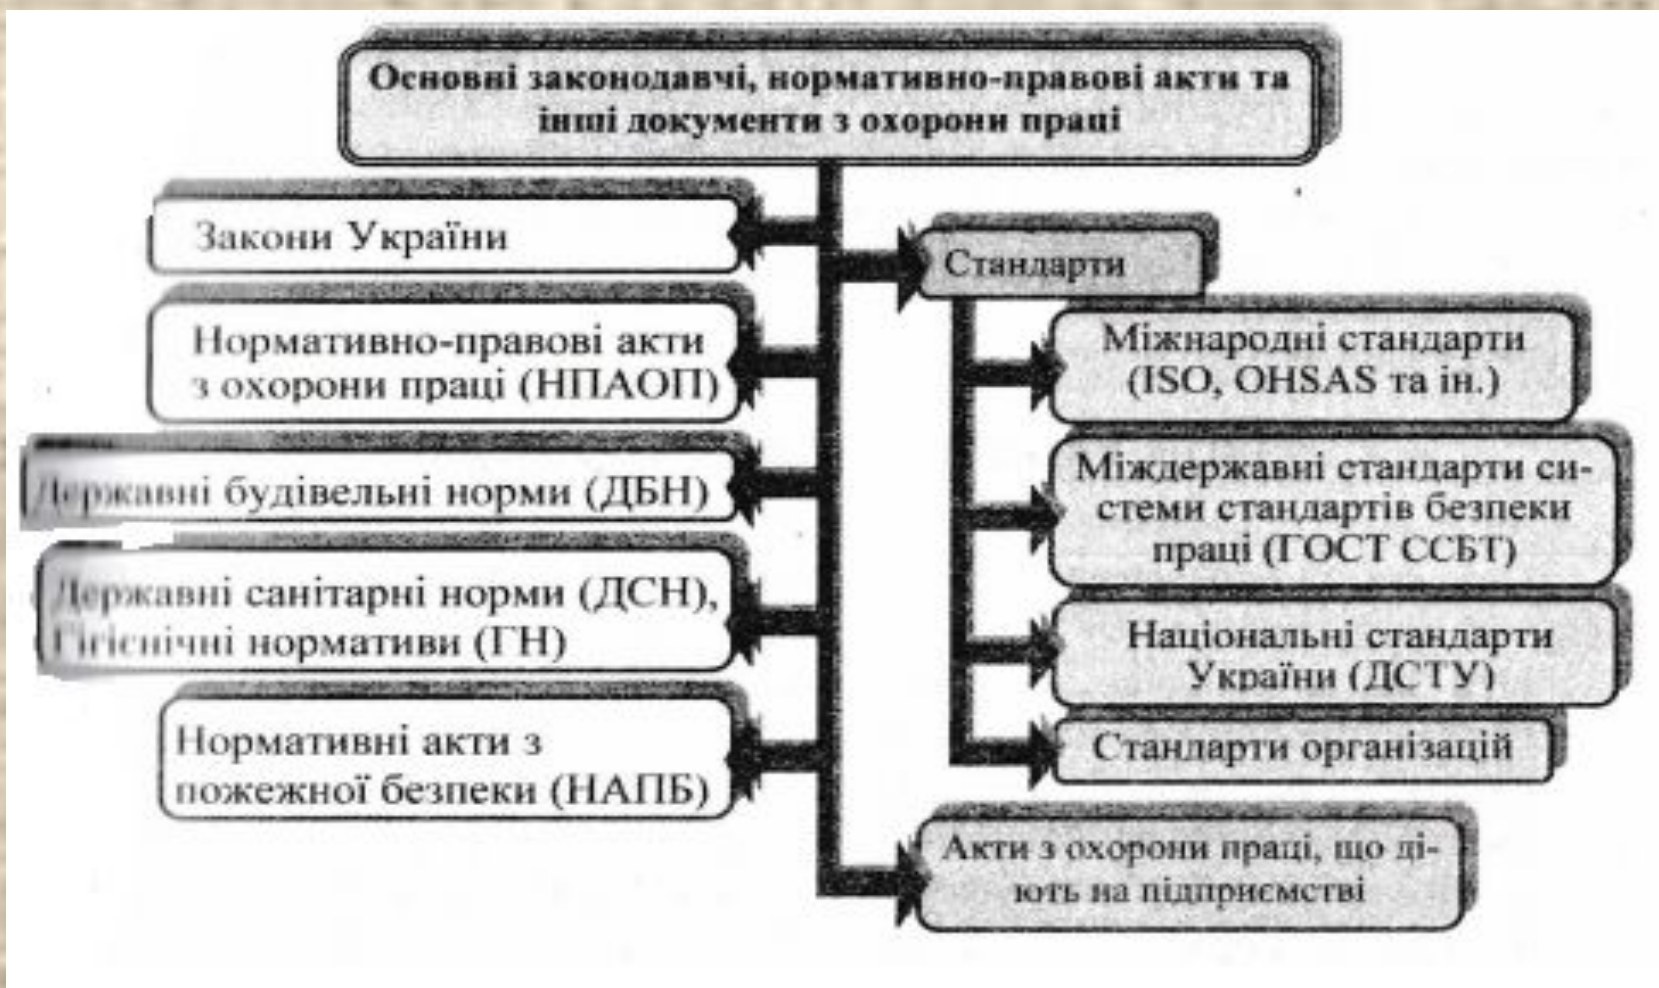 Основні законодавчі, нормативно-правові акти та
інші документи з охорони праці
Закони України
Нормативно-правові акти
з охорони праці (НПАОП)
Державні будівельні норми (ДБН)
Державні санітарні норми (ДСН),
Гігієнічні нормативи (ГН)
Нормативні акти з
пожежної безпеки (НАПБ)
Стандарти
Міжнародні стандарти
(ISO, OHSAS та ін.)
Міждержавні стандарти си-
стеми стандартів безпеки
праці (ГОСТ ССБТ)
Національні стандарти
України (ДСТУ)
Стандарти організацій
Акти з охорони праці, що ді-
ють на підприємстві